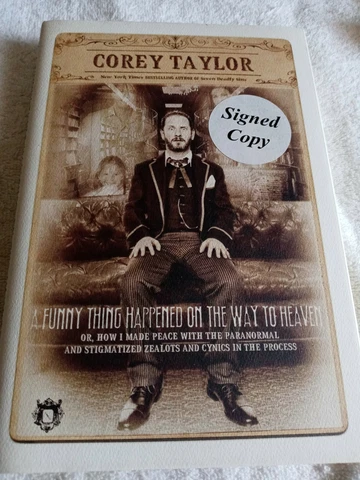 COREY TAYLOR
New York Times BESTSELLING AUTHOR OF Seven Deadly Sins
Signed
Copy
A FUNNY THING HAPPENED ON THE WAY TO HEAVEN
OR, HOW I MADE PEACE WITH THE PARANORMAL
AND STIGMATIZED ZEALOTS AND CYNICS IN THE PROCESS